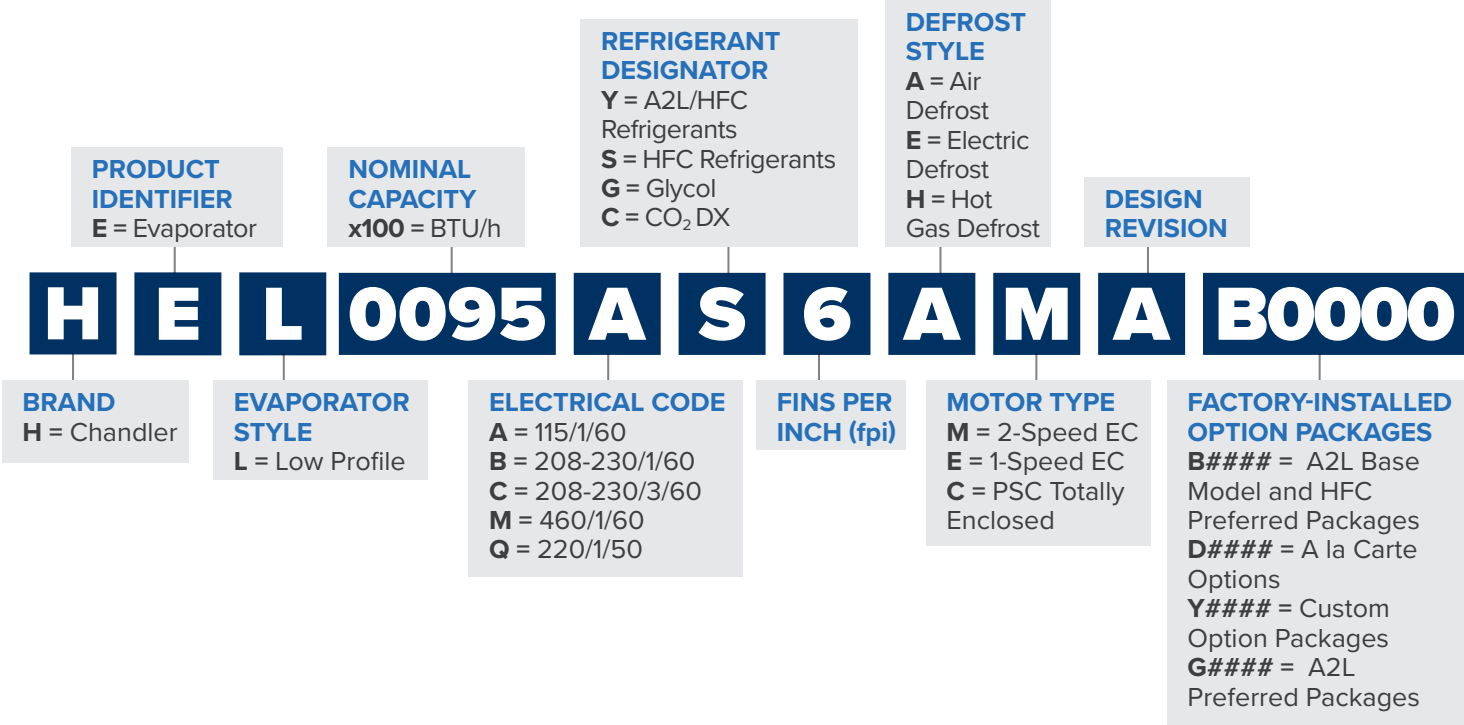 REFRIGERANT
DESIGNATOR
Y = A2L/HFC
Refrigerants
S = HFC Refrigerants
G = Glycol
C = CO₂ DX
DEFROST
STYLE
A = Air
Defrost
E = Electric
Defrost
H = Hot
Gas Defrost
PRODUCT
IDENTIFIER
E = Evaporator
NOMINAL
CAPACITY
x100 = BTU/h
DESIGN
REVISION
H E L 0095 A S 6 A M A B0000
BRAND
H = Chandler
EVAPORATOR
STYLE
L = Low Profile
ELECTRICAL CODE
A = 115/1/60
B = 208-230/1/60
C = 208-230/3/60
M = 460/1/60
Q = 220/1/50
FINS PER
INCH (fpi)
MOTOR TYPE
M = 2-Speed EC
E = 1-Speed EC
C = PSC Totally
Enclosed
FACTORY-INSTALLED
OPTION PACKAGES
B#### = A2L Base
Model and HFC
Preferred Packages
D#### = A la Carte
Options
Y#### = Custom
Option Packages
G#### = A2L
Preferred Packages